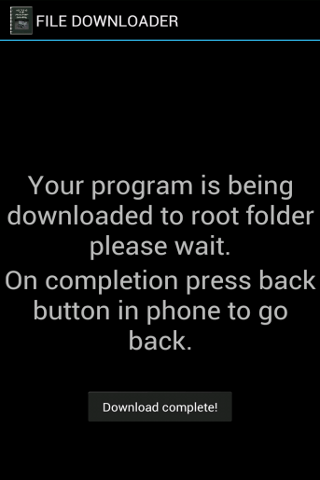 FILE DOWNLOADER
Your program is being
downloaded to root folder
please wait.
On completion press back
button in phone to go
back.
Download complete!